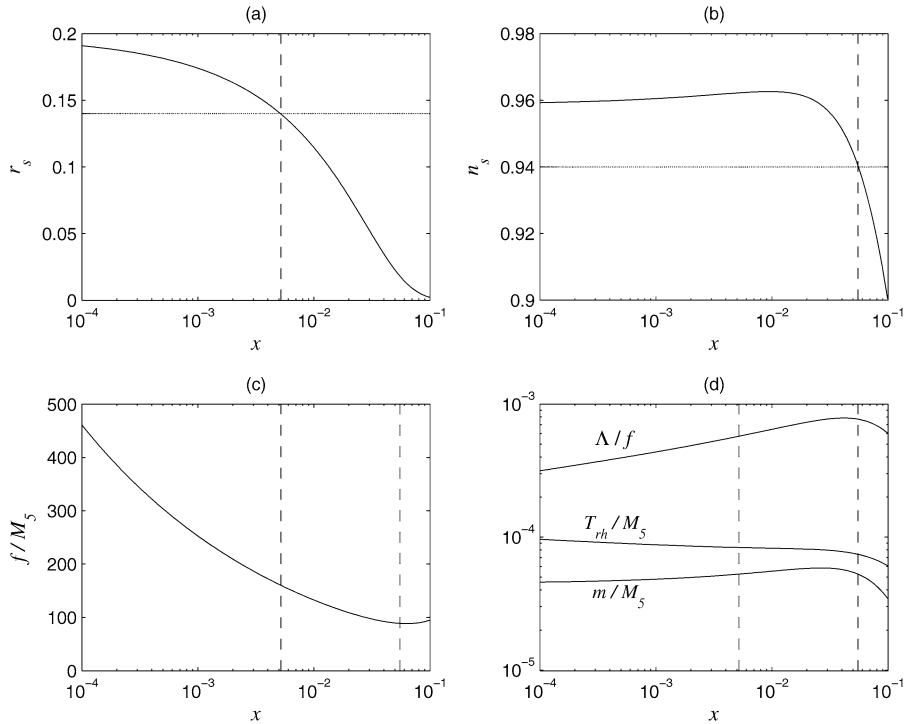 (a)
0.2
0.15
0.1
0.05
0
r_s
10⁻⁴
10⁻³
10⁻²
10⁻¹
x
(b)
0.98
0.96
0.94
0.92
0.9
n_s
10⁻⁴
10⁻³
10⁻²
10⁻¹
x
(c)
500
400
300
200
100
0
f / M₅
10⁻⁴
10⁻³
10⁻²
10⁻¹
x
(d)
10⁻³
10⁻⁴
10⁻⁵
Λ / f
T_rh / M₅
m / M₅
10⁻⁴
10⁻³
10⁻²
10⁻¹
x